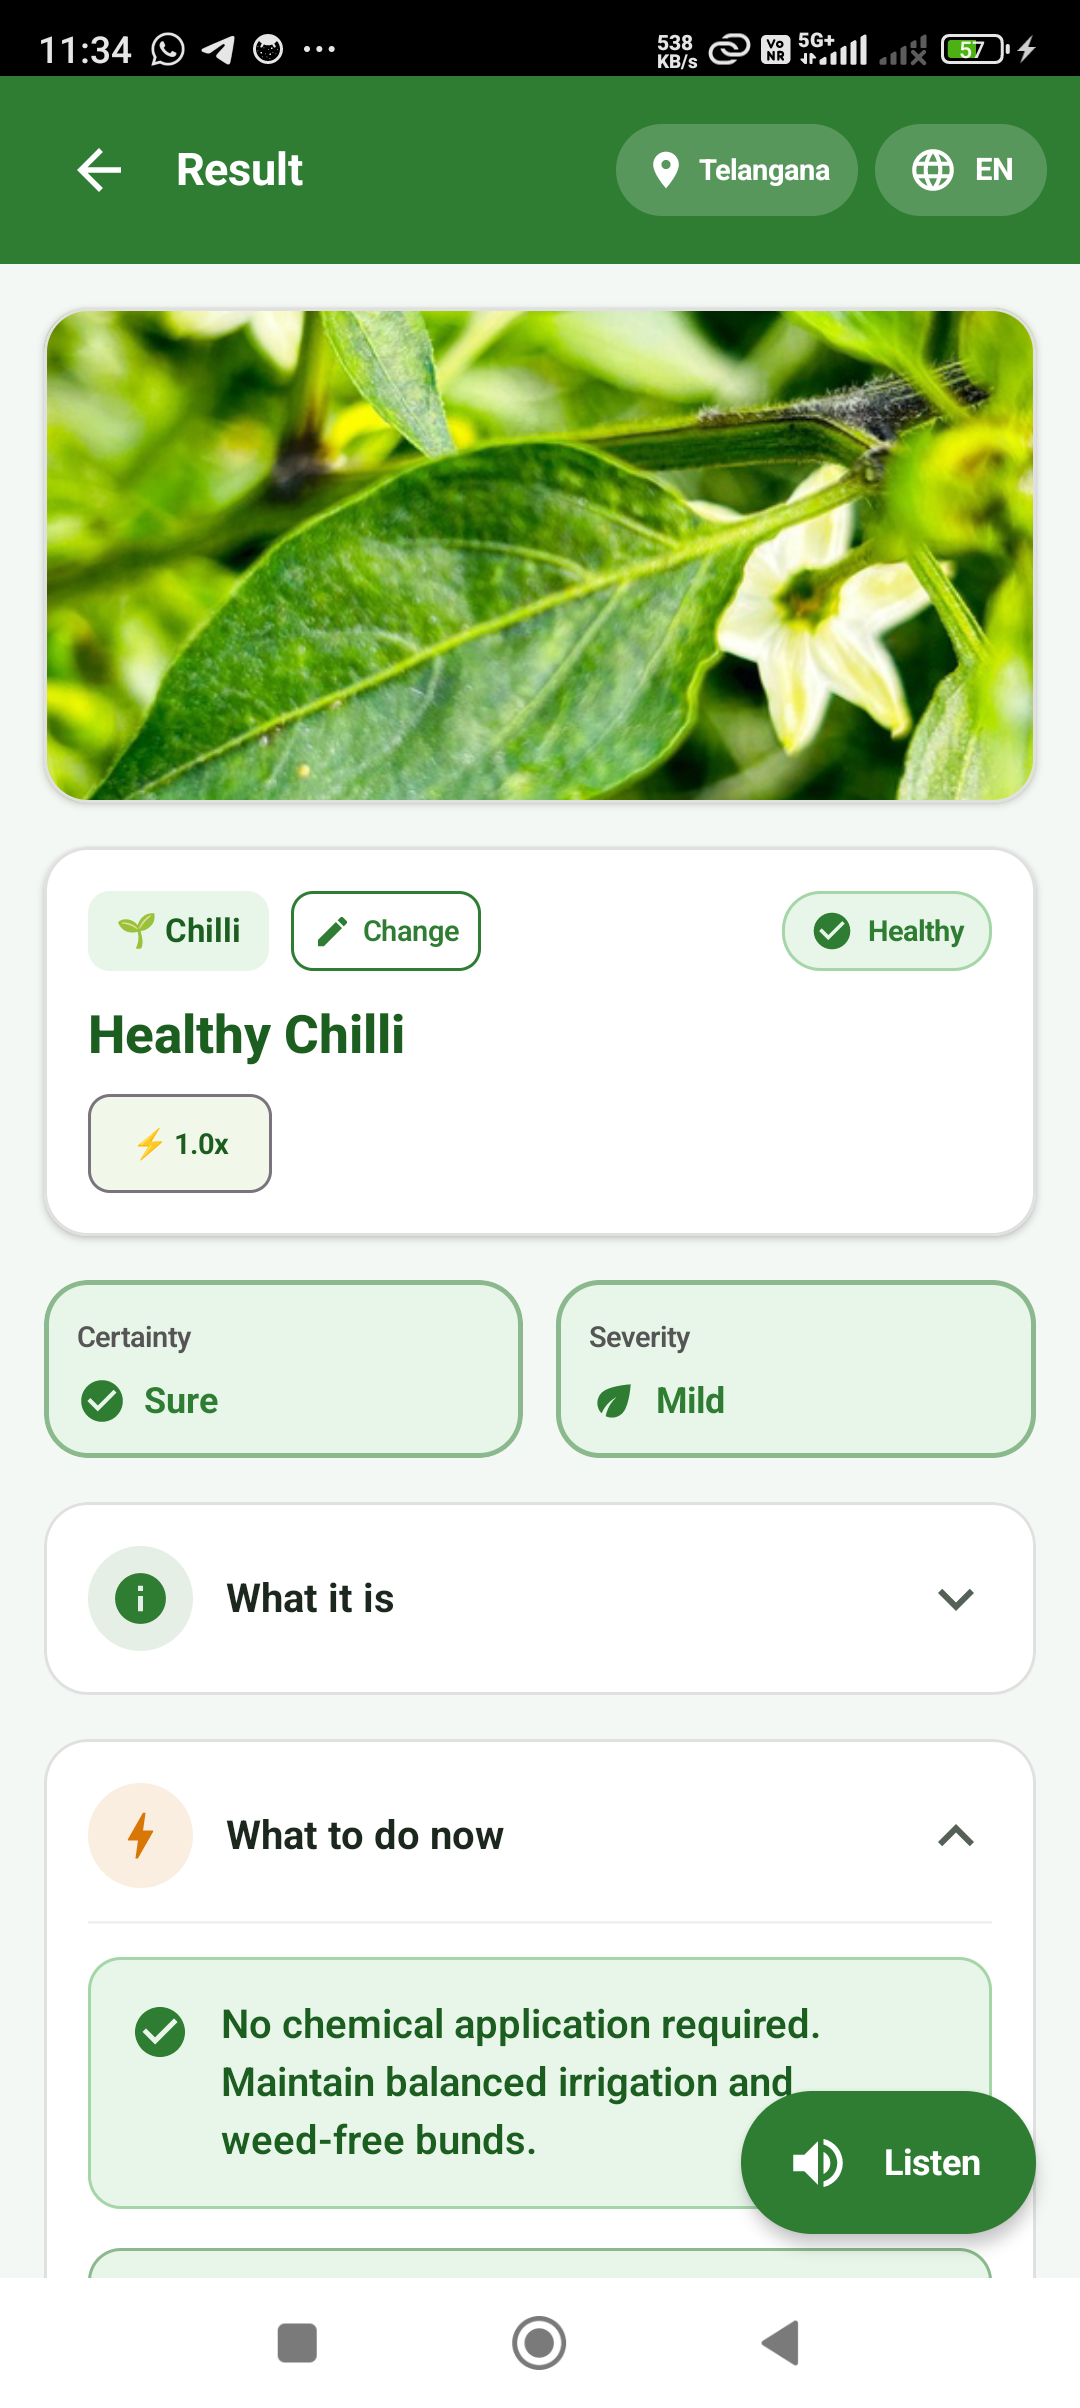 11:34
538 KB/s
Vo NR
5G+
57
Result
Telangana
EN
Chilli
Change
Healthy
Healthy Chilli
1.0x
Certainty
Sure
Severity
Mild
What it is
What to do now
No chemical application required.
Maintain balanced irrigation and
weed-free bunds.
Listen